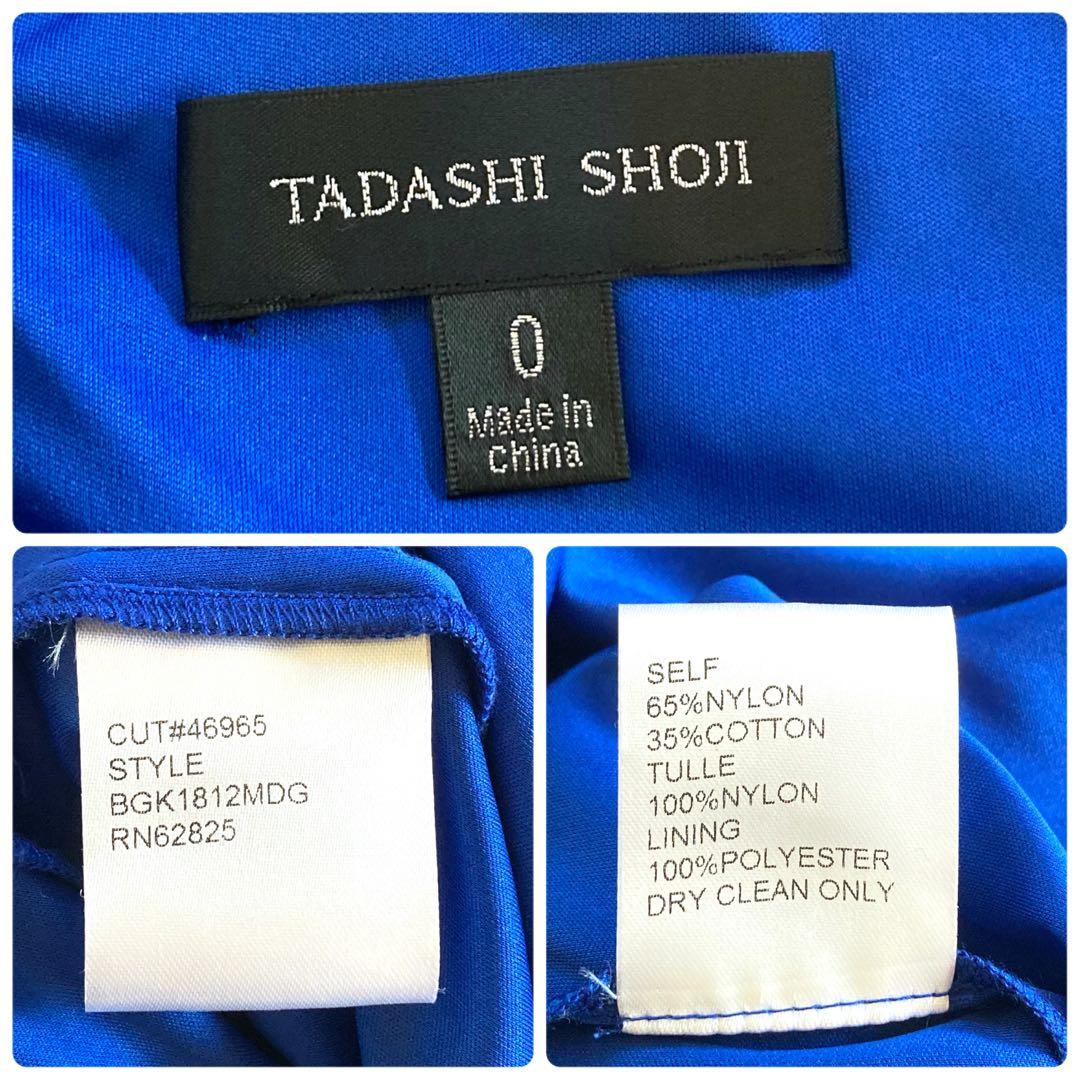 TADASHI SHOJI
0
Made in
china
CUT#46965
STYLE
BGK1812MDG
RN62825
SELF
65%NYLON
35%COTTON
TULLE
100%NYLON
LINING
100%POLYESTER
DRY CLEAN ONLY